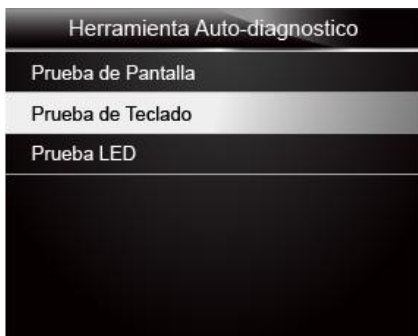 Herramienta Auto-diagnostico
Prueba de Pantalla
Prueba de Teclado
Prueba LED